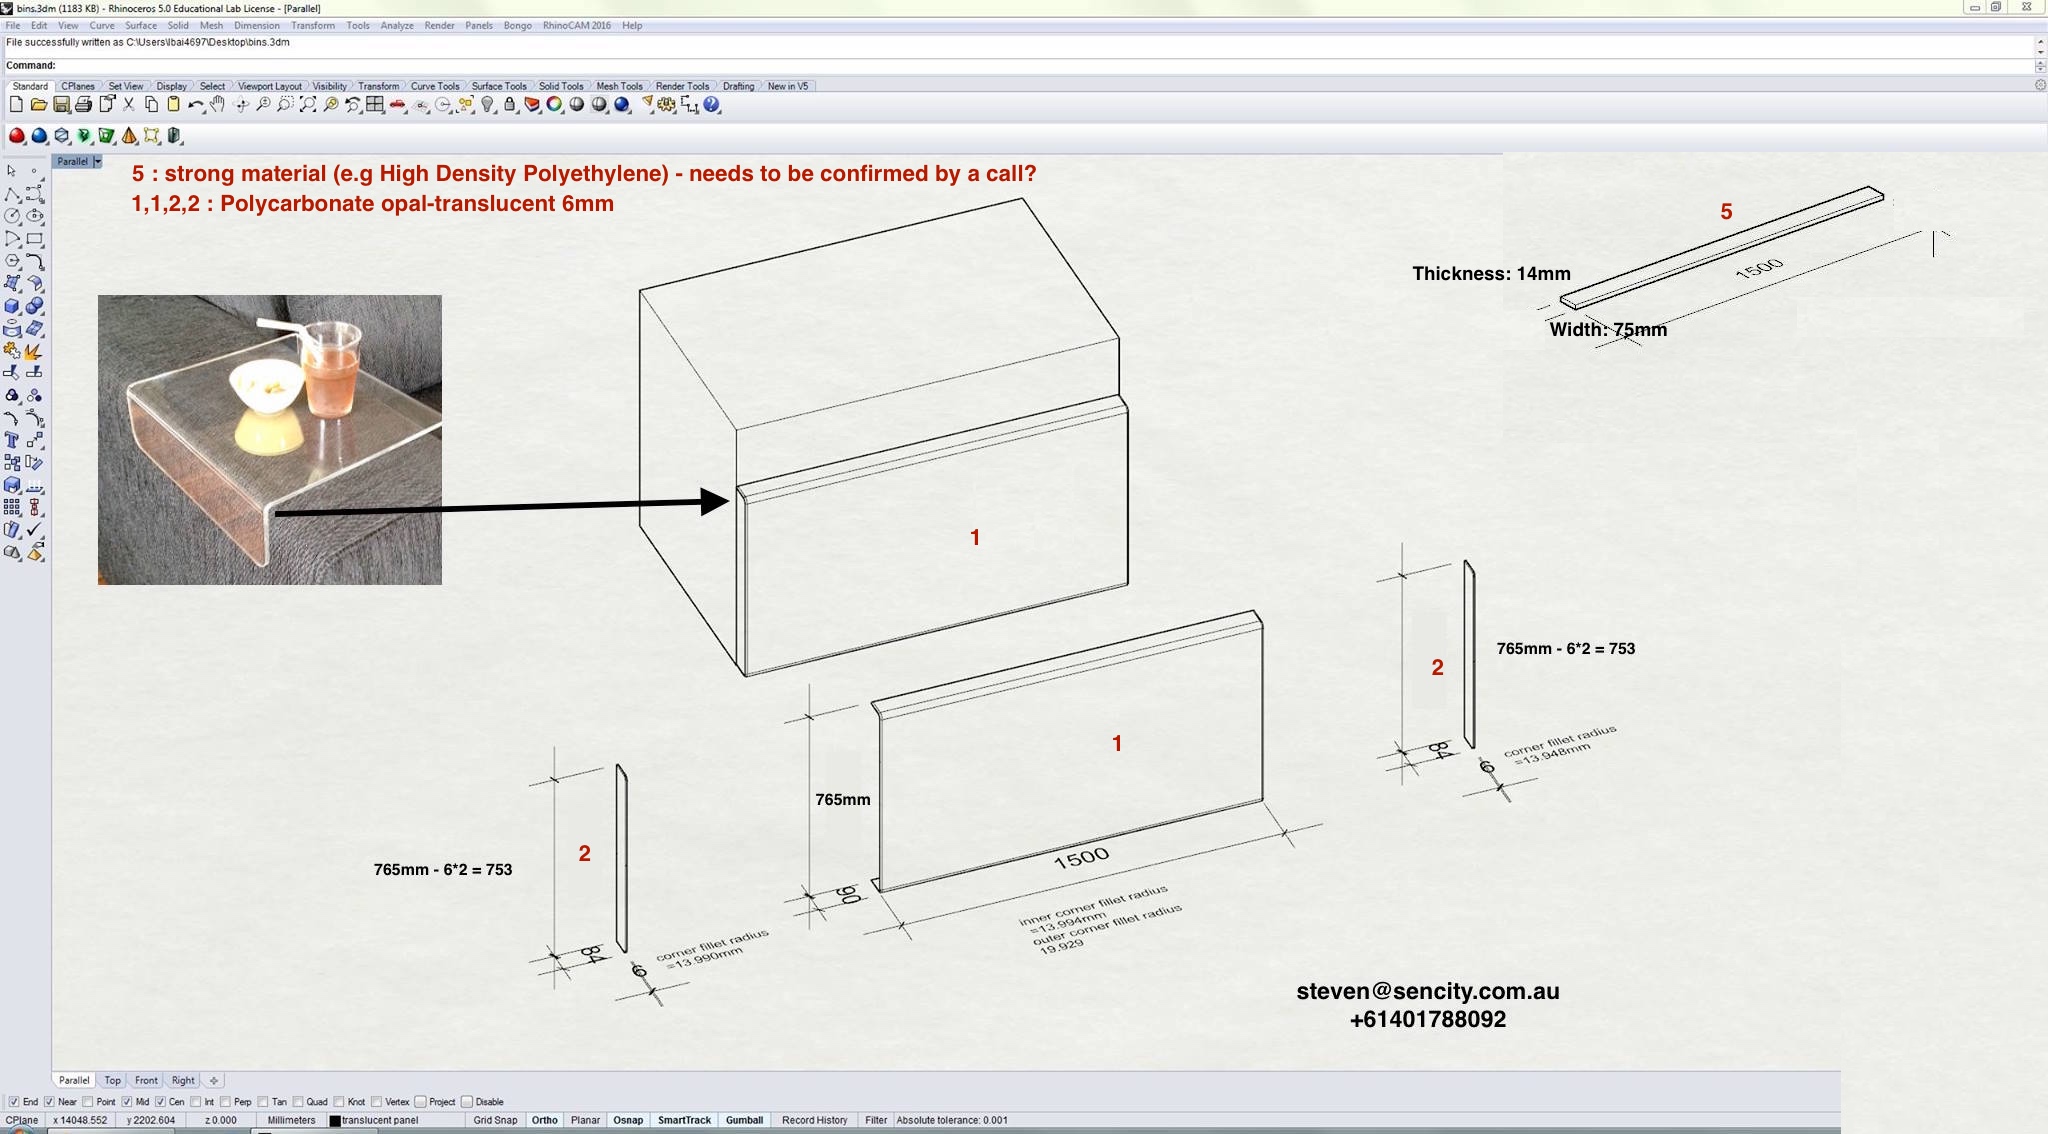 bins.3dm (1183 KB) - Rhinoceros 5.0 Educational Lab License - [Parallel]
File Edit View Curve Surface Solid Mesh Dimension Transform Tools Analyze Render Panels Bongo RhinoCAM 2016 Help
File successfully written as C:\Users\lbai4697\Desktop\bins.3dm
Command:
Standard CPlanes Set View Display Select Viewport Layout Visibility Transform Curve Tools Surface Tools Solid Tools Mesh Tools Render Tools Drafting New in V5
Parallel
5 : strong material (e.g High Density Polyethylene) - needs to be confirmed by a call?
1,1,2,2 : Polycarbonate opal-translucent 6mm
5
Thickness: 14mm
1500
Width: 75mm
1
2
765mm - 6*2 = 753
84
6
corner fillet radius
=13.948mm
1
765mm
90
1500
inner corner fillet radius
=13.994mm
outer corner fillet radius
19.929
2
765mm - 6*2 = 753
84
6
corner fillet radius
=13.990mm
steven@sencity.com.au
+61401788092
Parallel Top Front Right
End Near Point Mid Cen Int Perp Tan Quad Knot Vertex Project Disable
CPlane x 14048.552 y 2202.604 z 0.000 Millimeters translucent panel Grid Snap Ortho Planar Osnap SmartTrack Gumball Record History Filter Absolute tolerance: 0.001